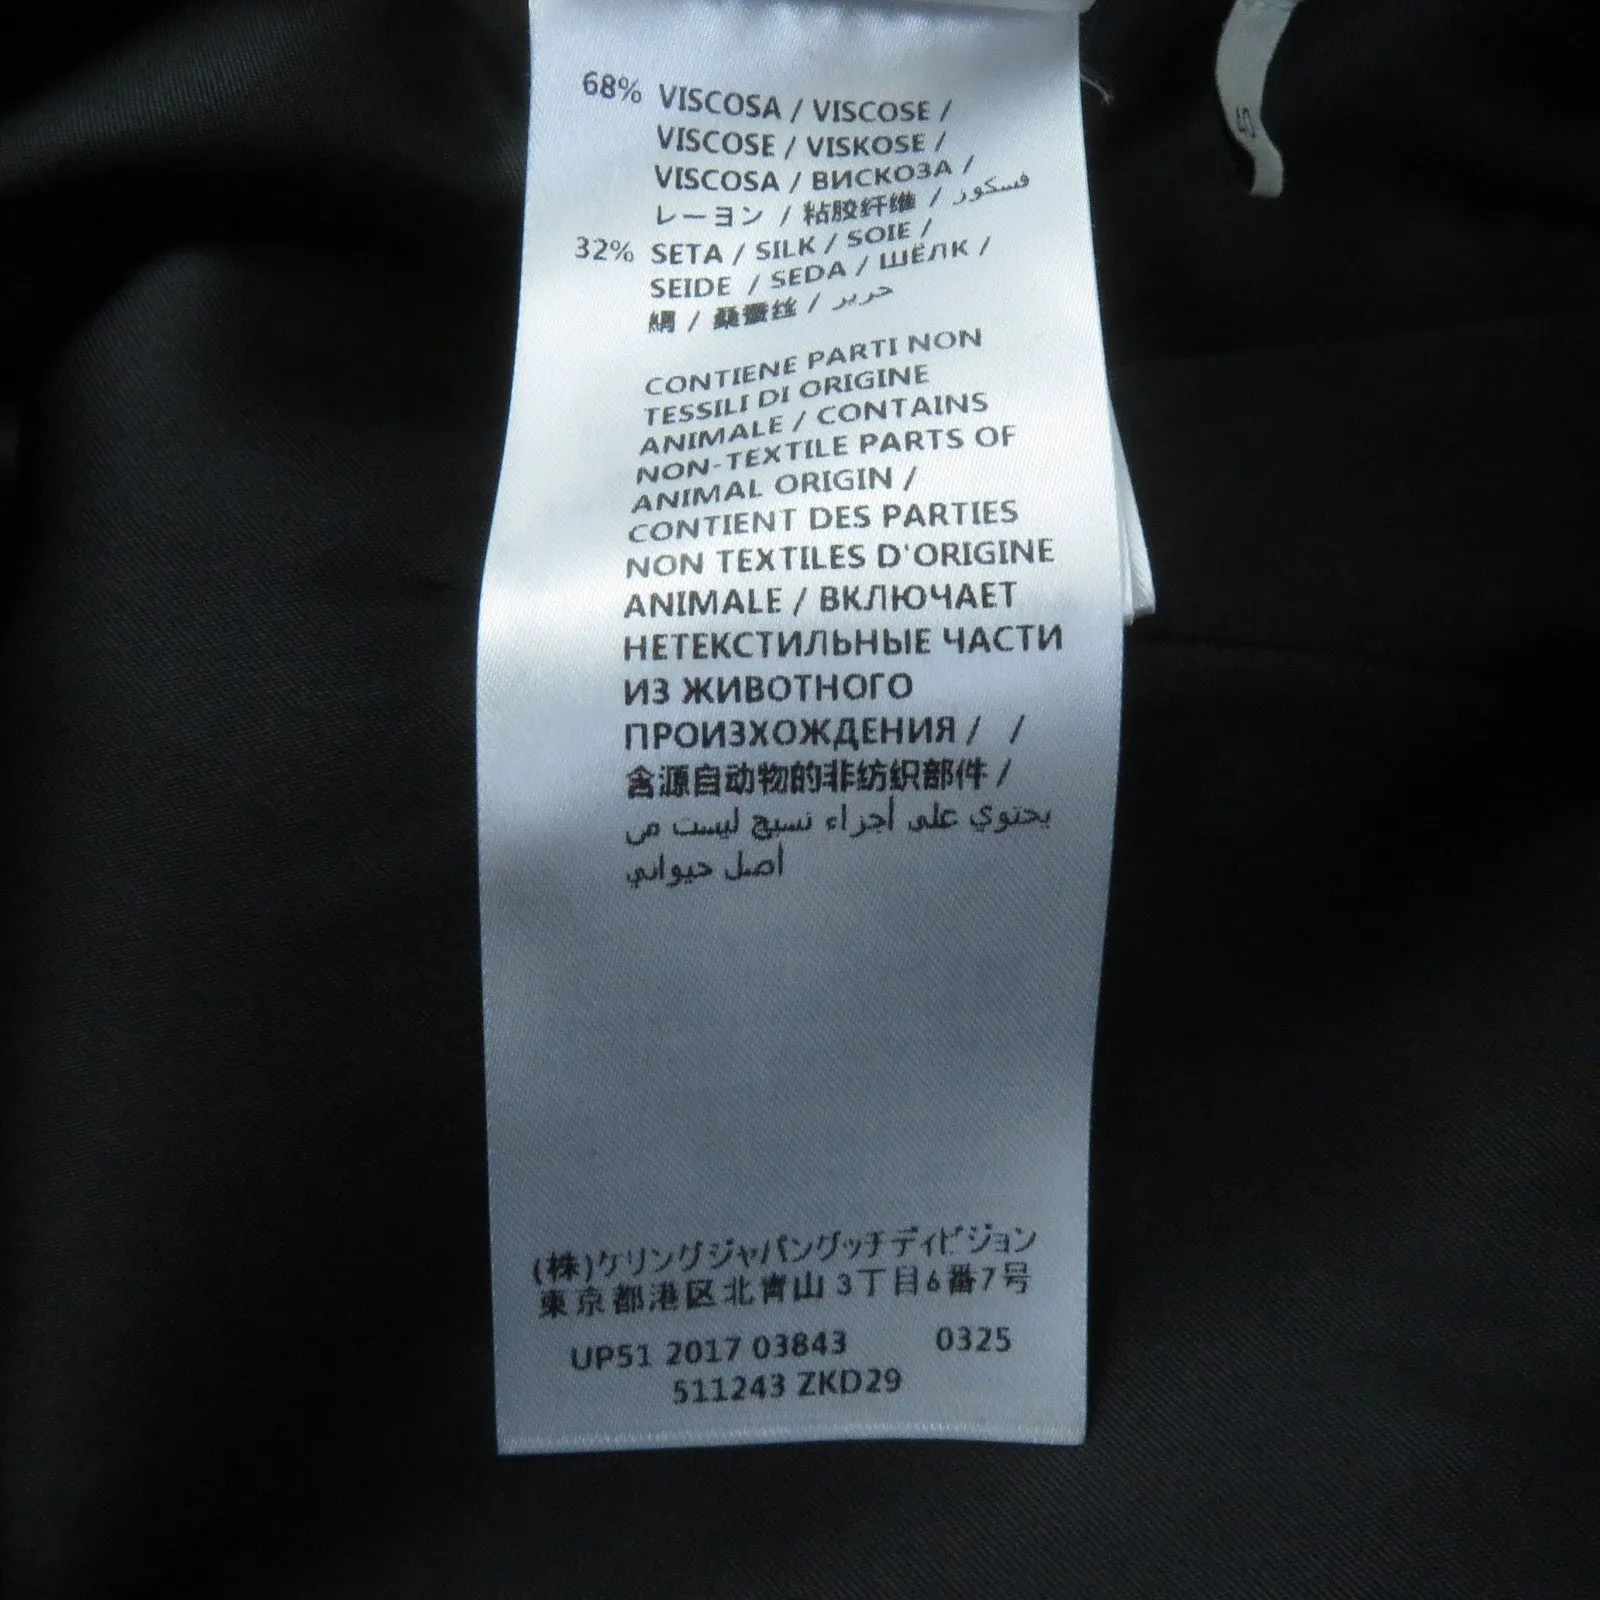 68% VISCOSA / VISCOSE /
VISCOSE / VISKOSE /
VISCOSA / ВИСКОЗА /
レーヨン / 粘胶纤维 / فسكوز
32% SETA / SILK / SOIE /
SEIDE / SEDA / ШЁЛК /
絹 / 桑蚕丝 / حرير
CONTIENE PARTI NON
TESSILI DI ORIGINE
ANIMALE / CONTAINS
NON-TEXTILE PARTS OF
ANIMAL ORIGIN /
CONTIENT DES PARTIES
NON TEXTILES D'ORIGINE
ANIMALE / ВКЛЮЧАЕТ
НЕТЕКСТИЛЬНЫЕ ЧАСТИ
ИЗ ЖИВОТНОГО
ПРОИЗХОЖДЕНИЯ / /
含源自动物的非纺织部件 /
يحتوي على أجزاء نسيج ليست من
أصل حيواني
(株)ケリングジャパングッチディビジョン
東京都港区北青山3丁目6番7号
UP51 2017 03843 0325
511243 ZKD29